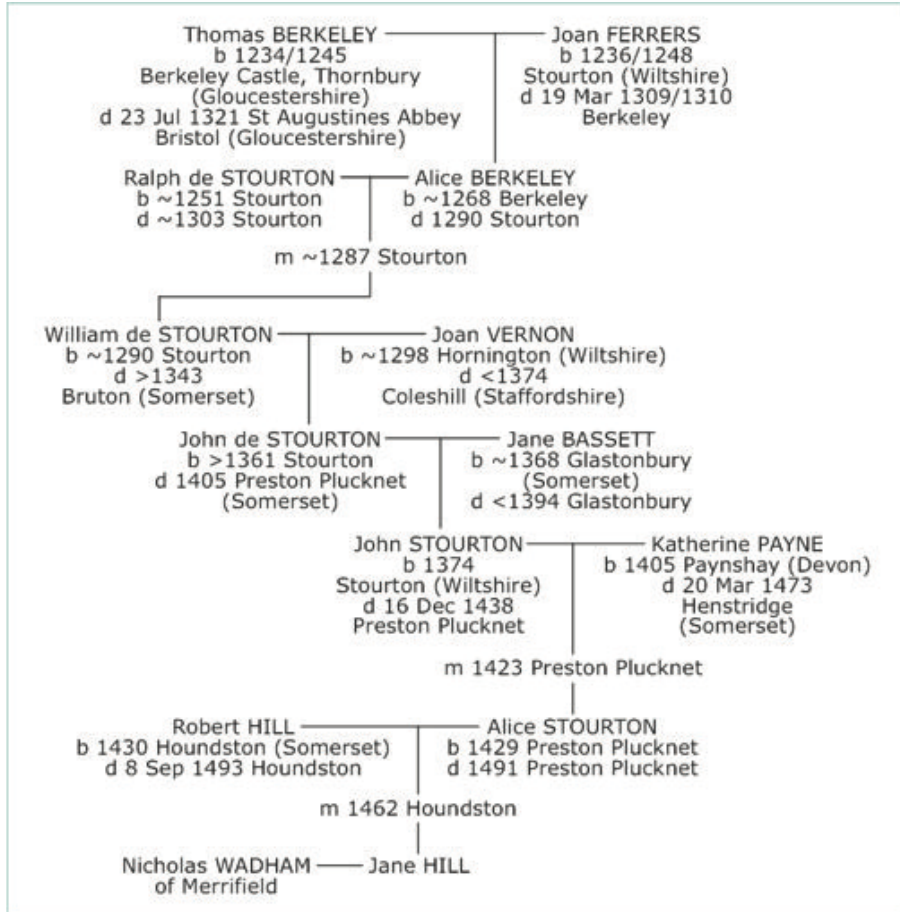 Thomas BERKELEY
b 1234/1245
Berkeley Castle, Thornbury
(Gloucestershire)
d 23 Jul 1321 St Augustines Abbey
Bristol (Gloucestershire)
Joan FERRERS
b 1236/1248
Stourton (Wiltshire)
d 19 Mar 1309/1310
Berkeley
Ralph de STOURTON
b ~1251 Stourton
d ~1303 Stourton
Alice BERKELEY
b ~1268 Berkeley
d 1290 Stourton
m ~1287 Stourton
William de STOURTON
b ~1290 Stourton
d >1343
Bruton (Somerset)
Joan VERNON
b ~1298 Hornington (Wiltshire)
d <1374
Coleshill (Staffordshire)
John de STOURTON
b >1361 Stourton
d 1405 Preston Plucknet
(Somerset)
Jane BASSETT
b ~1368 Glastonbury
(Somerset)
d <1394 Glastonbury
John STOURTON
b 1374
Stourton (Wiltshire)
d 16 Dec 1438
Preston Plucknet
Katherine PAYNE
b 1405 Paynshay (Devon)
d 20 Mar 1473
Henstridge
(Somerset)
m 1423 Preston Plucknet
Robert HILL
b 1430 Houndston (Somerset)
d 8 Sep 1493 Houndston
Alice STOURTON
b 1429 Preston Plucknet
d 1491 Preston Plucknet
m 1462 Houndston
Nicholas WADHAM
of Merrifield
Jane HILL